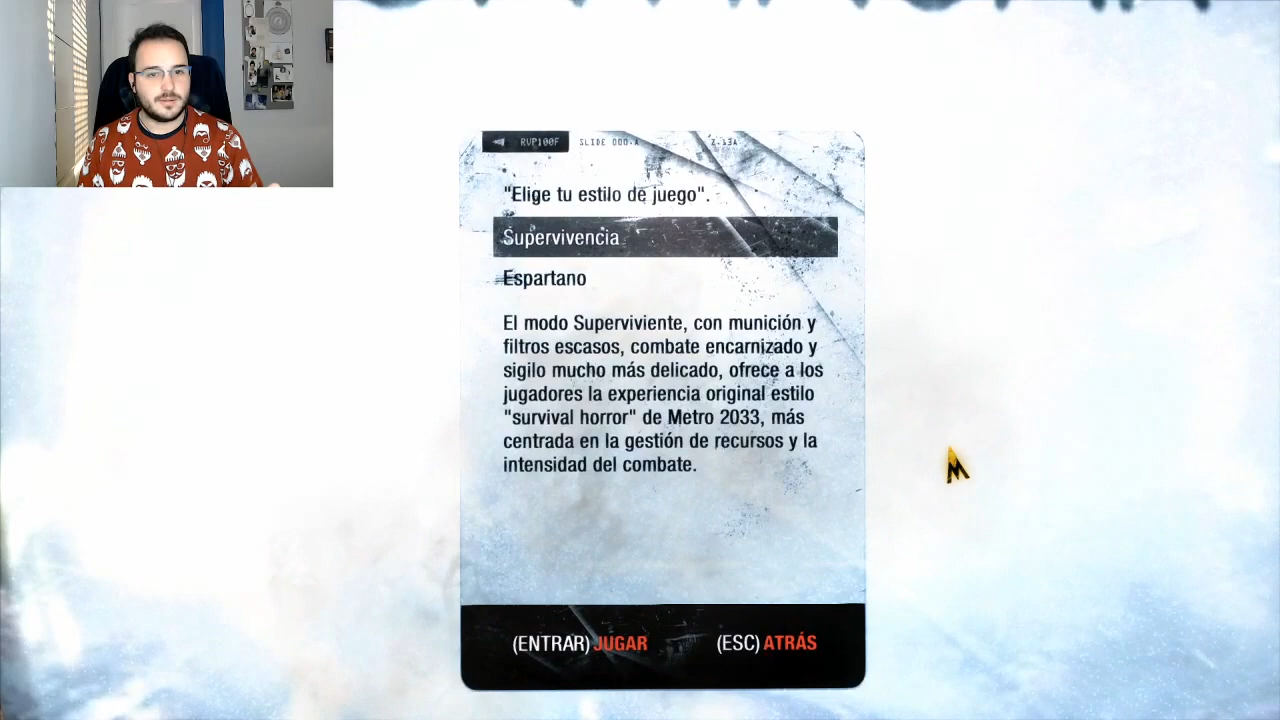 RVP100F SLIDE 000.A Z.13A
"Elige tu estilo de juego".
Supervivencia
Espartano
El modo Superviviente, con munición y
filtros escasos, combate encarnizado y
sigilo mucho más delicado, ofrece a los
jugadores la experiencia original estilo
"survival horror" de Metro 2033, más
centrada en la gestión de recursos y la
intensidad del combate.
(ENTRAR) JUGAR (ESC) ATRÁS